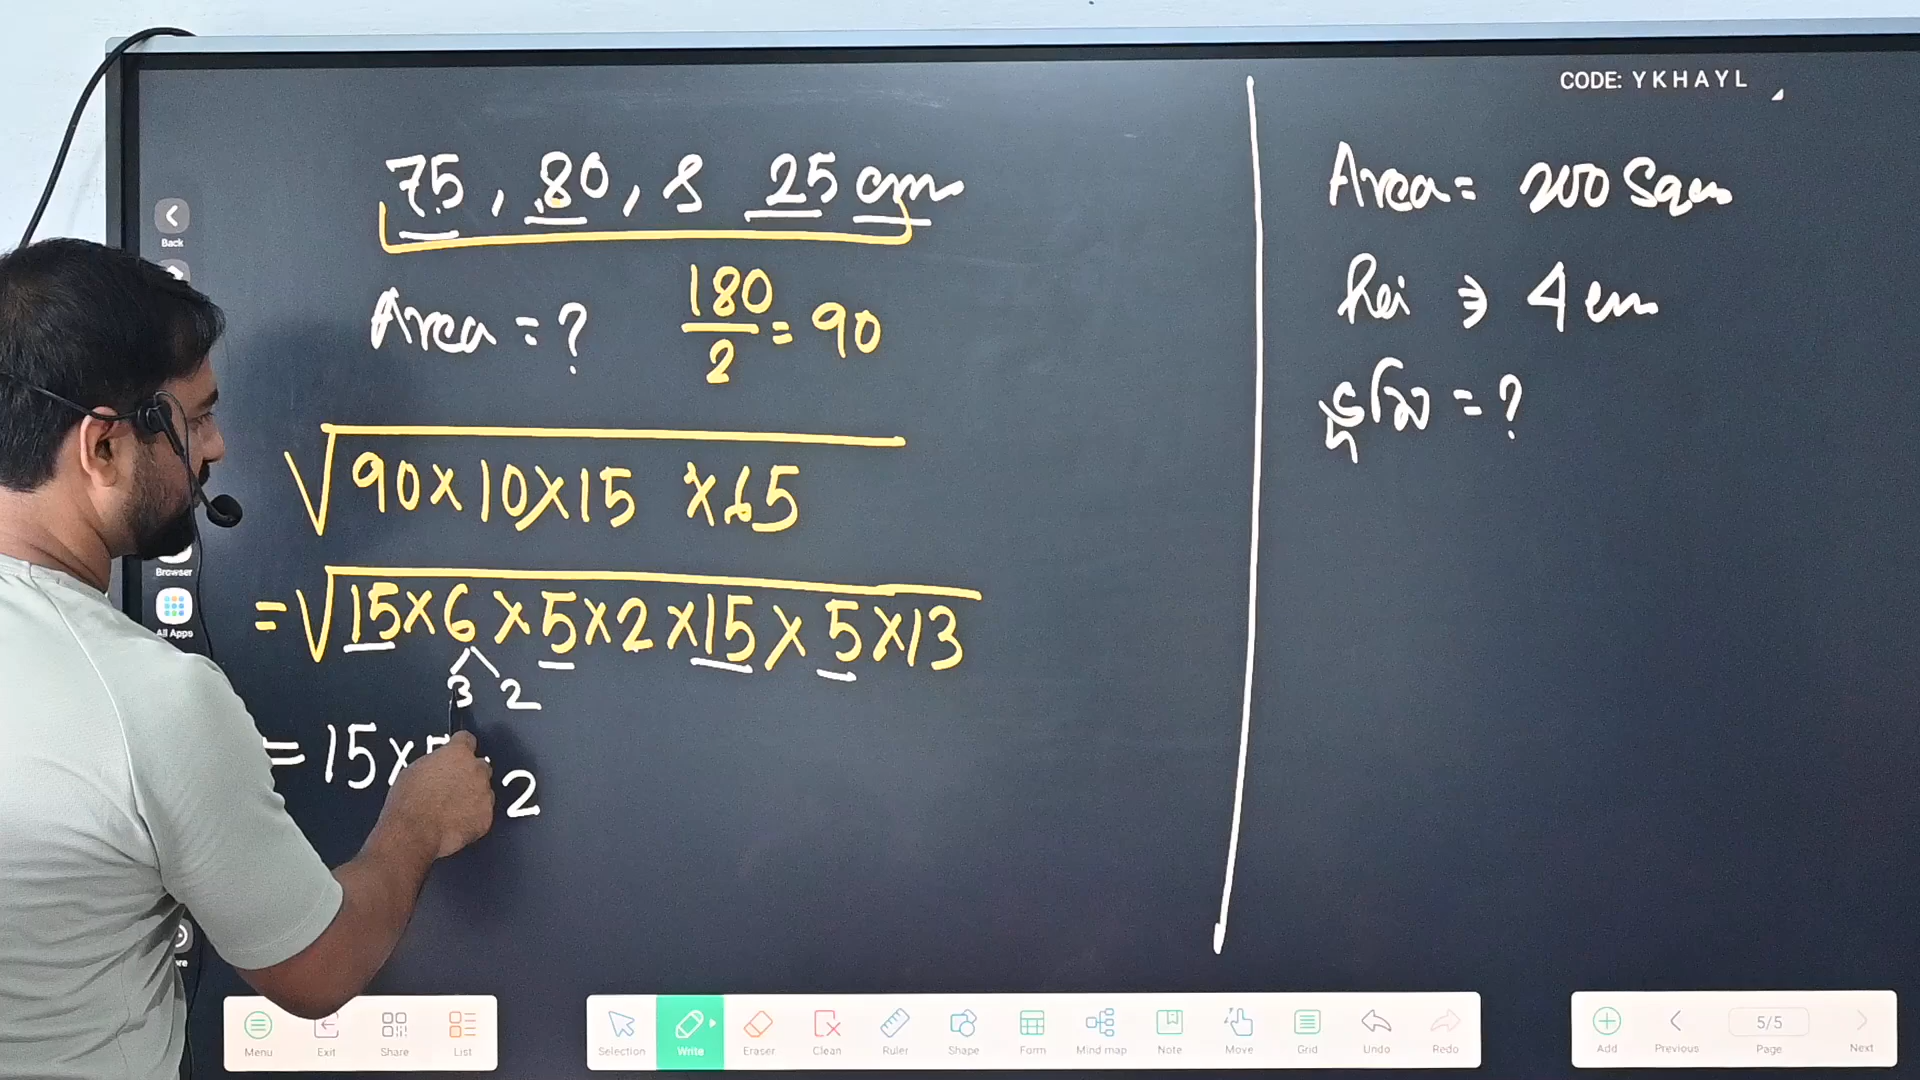 CODE: YKHAYL
75, 80, & 25 cm
Area = ?
180/2 = 90
√90×10×15 ×65
= √15×6×5×2×15×5×13
3 2
= 15×5
2
Area = 200 Sqm
4 cm
= ?
Back
Browser
All Apps
Menu Exit Share List
Selection Write Eraser Clean Ruler Shape Form Mind map Note Move Grid Undo Redo
Add Previous 5/5 Page Next